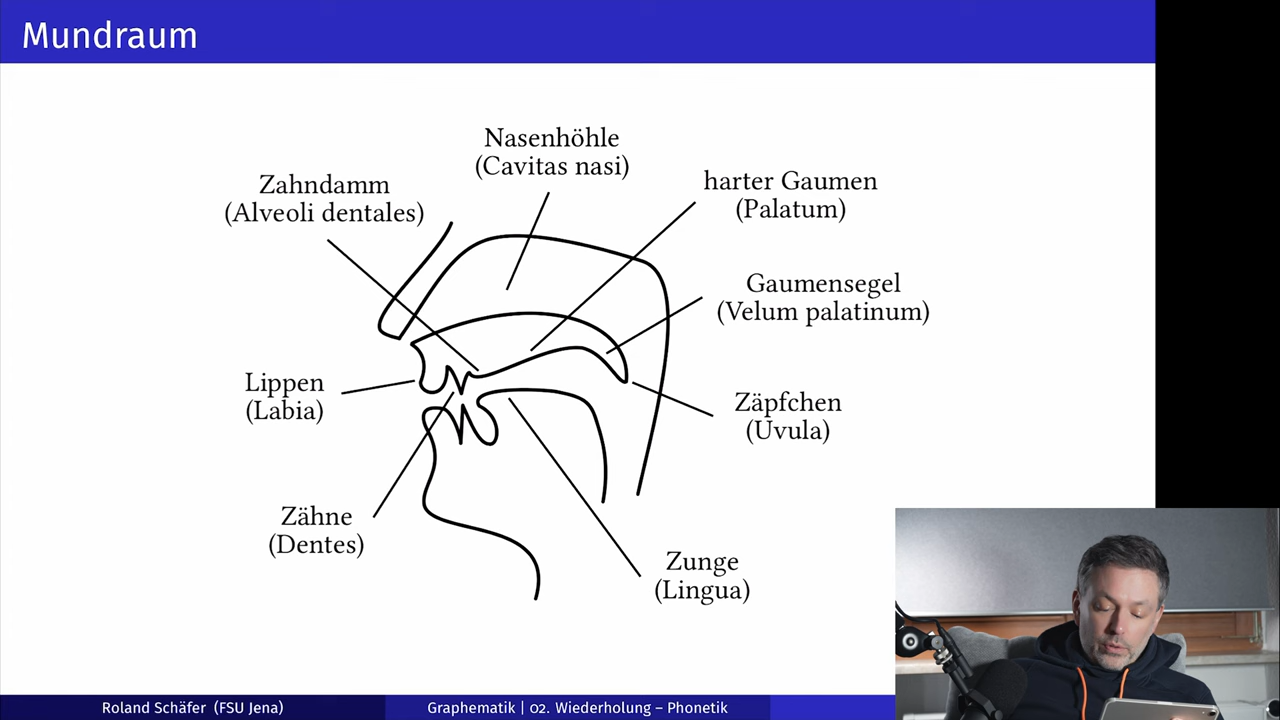 Mundraum
Nasenhöhle
(Cavitas nasi)
Zahndamm
(Alveoli dentales)
harter Gaumen
(Palatum)
Gaumensegel
(Velum palatinum)
Lippen
(Labia)
Zäpfchen
(Uvula)
Zähne
(Dentes)
Zunge
(Lingua)
Roland Schäfer (FSU Jena)
Graphematik | 02. Wiederholung – Phonetik